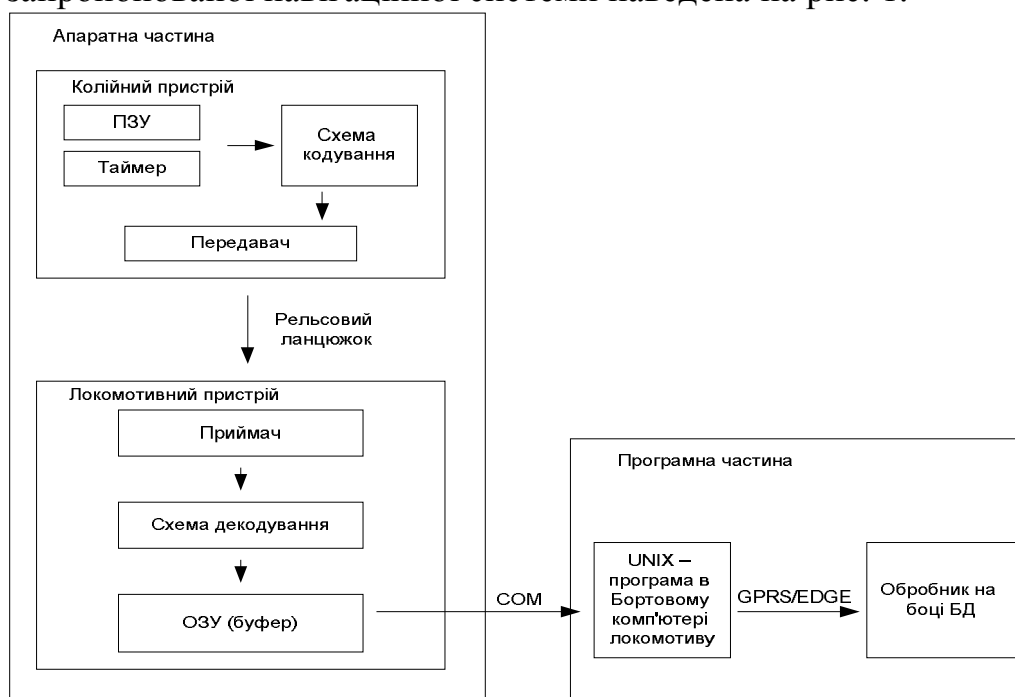 запропонованої навігаційної системи наведена на рис. 1.
Апаратна частина
Колійний пристрій
ПЗУ
Таймер
Схема
кодування
Передавач
Рельсовий
ланцюжок
Локомотивний пристрій
Приймач
Схема декодування
ОЗУ (буфер)
COM
Програмна частина
UNIX –
програма в
Бортовому
комп'ютері
локомотиву
GPRS/EDGE
Обробник на
боці БД